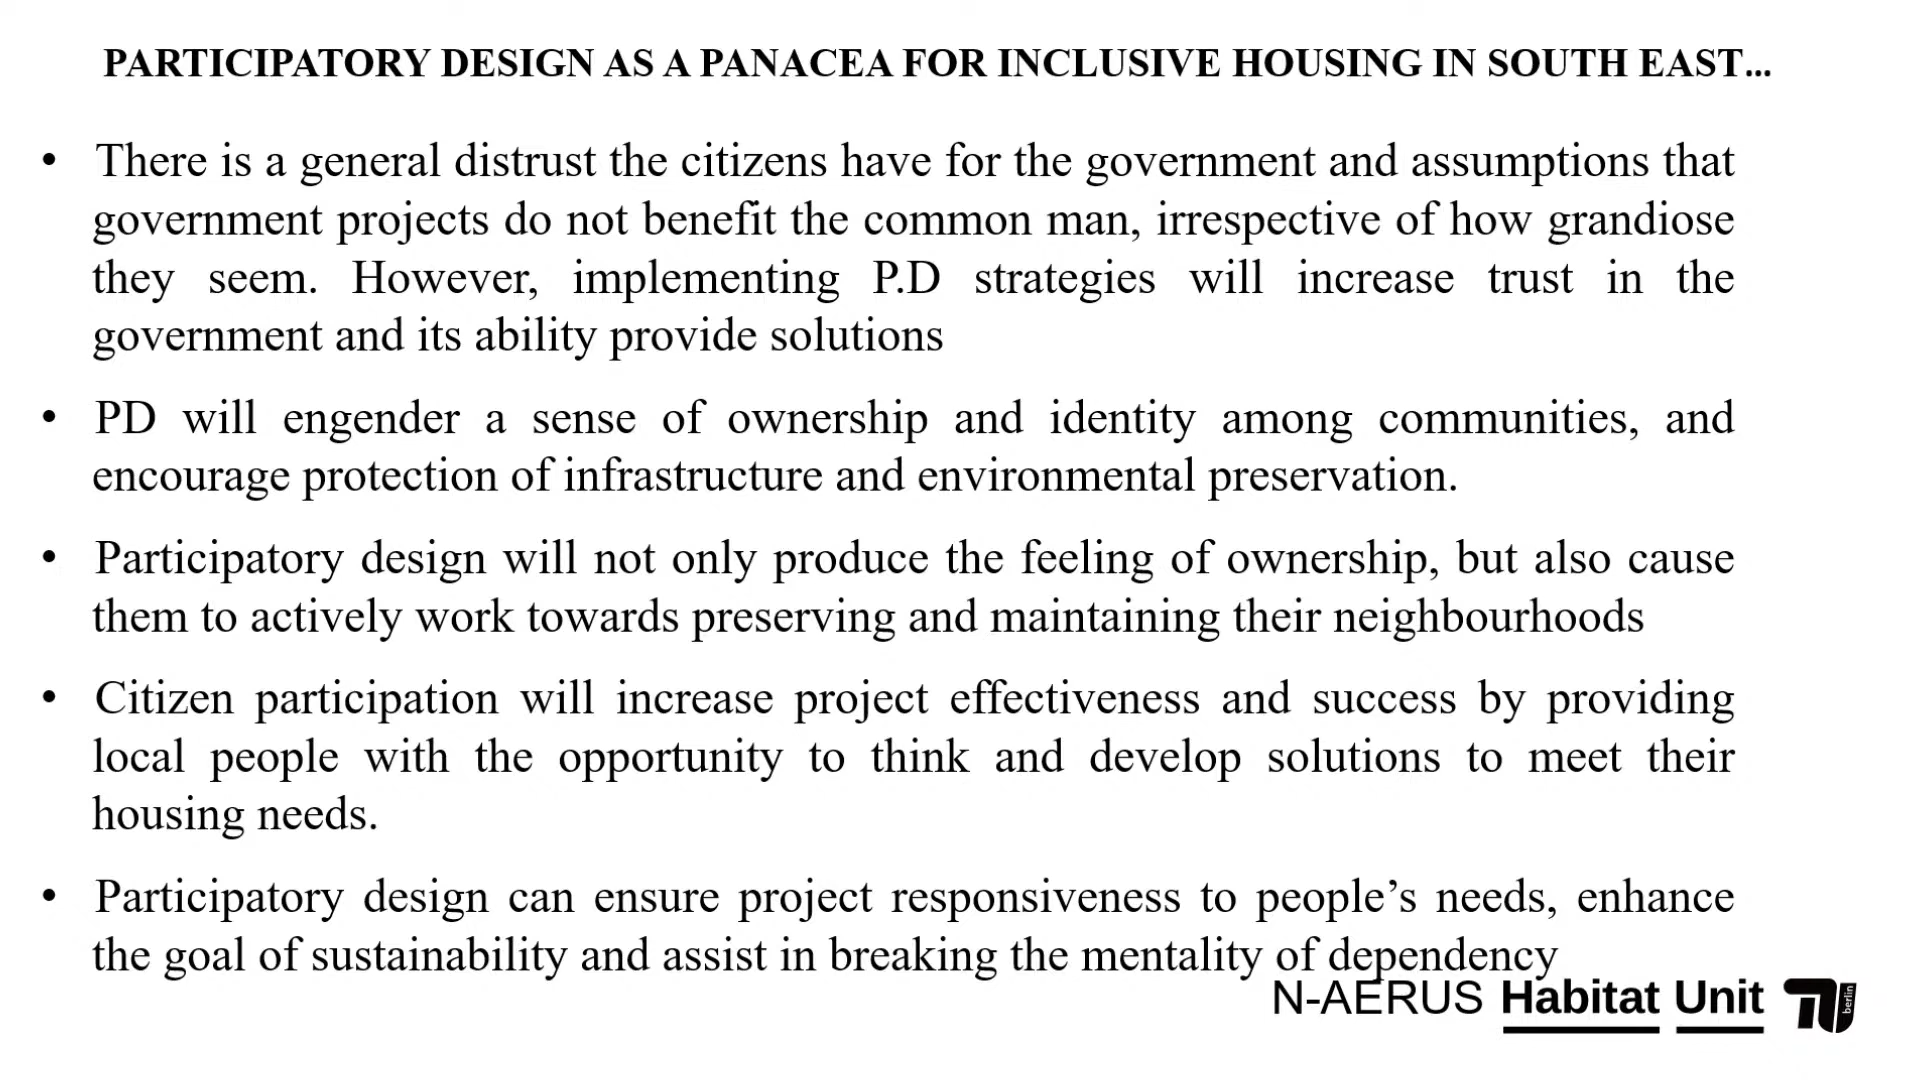 PARTICIPATORY DESIGN AS A PANACEA FOR INCLUSIVE HOUSING IN SOUTH EAST...
• There is a general distrust the citizens have for the government and assumptions that
government projects do not benefit the common man, irrespective of how grandiose
they seem. However, implementing P.D strategies will increase trust in the
government and its ability provide solutions
• PD will engender a sense of ownership and identity among communities, and
encourage protection of infrastructure and environmental preservation.
• Participatory design will not only produce the feeling of ownership, but also cause
them to actively work towards preserving and maintaining their neighbourhoods
• Citizen participation will increase project effectiveness and success by providing
local people with the opportunity to think and develop solutions to meet their
housing needs.
• Participatory design can ensure project responsiveness to people’s needs, enhance
the goal of sustainability and assist in breaking the mentality of dependency
N-AERUS Habitat Unit TU berlin